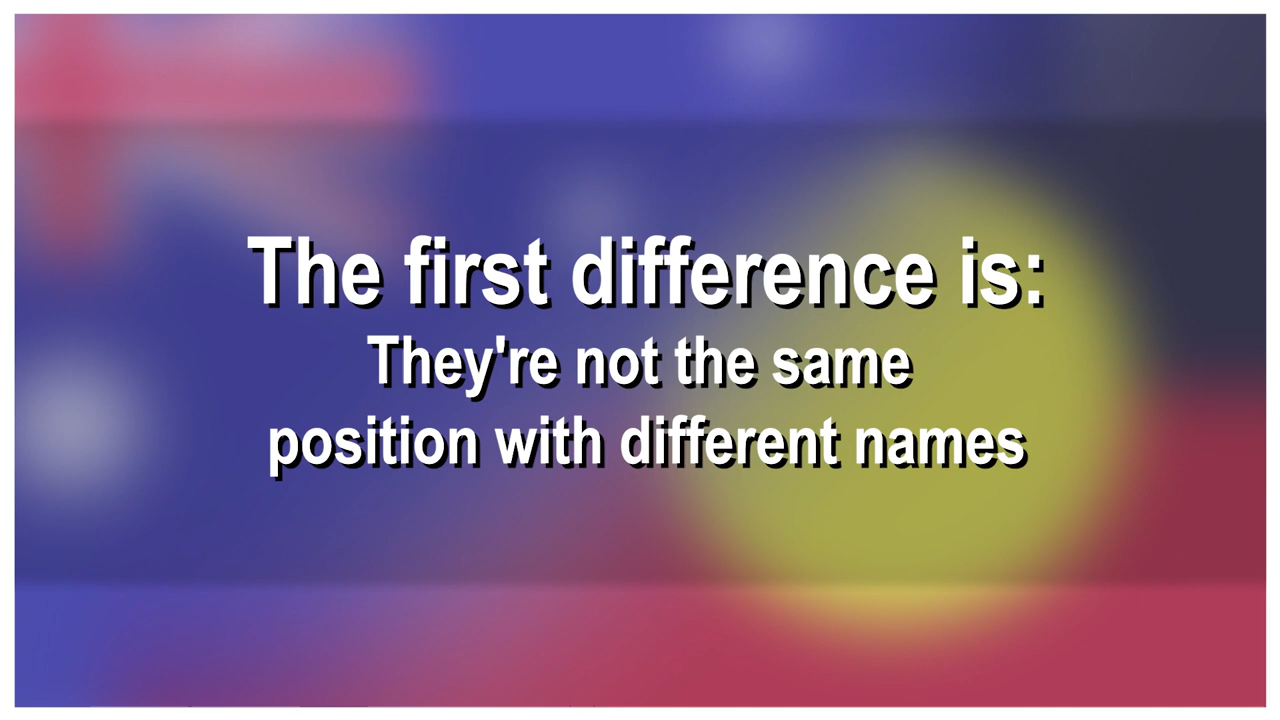 The first difference is:
They're not the same
position with different names